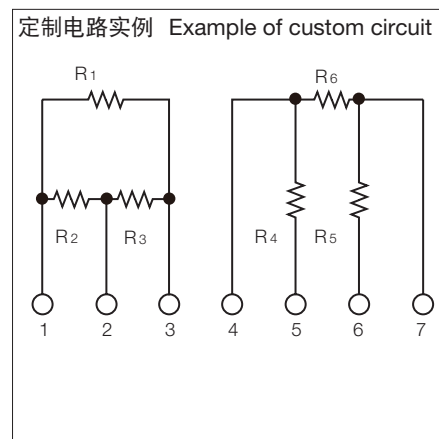 定制电路实例 Example of custom circuit
R1
R6
R2
R3
R4
R5
1 2 3 4 5 6 7